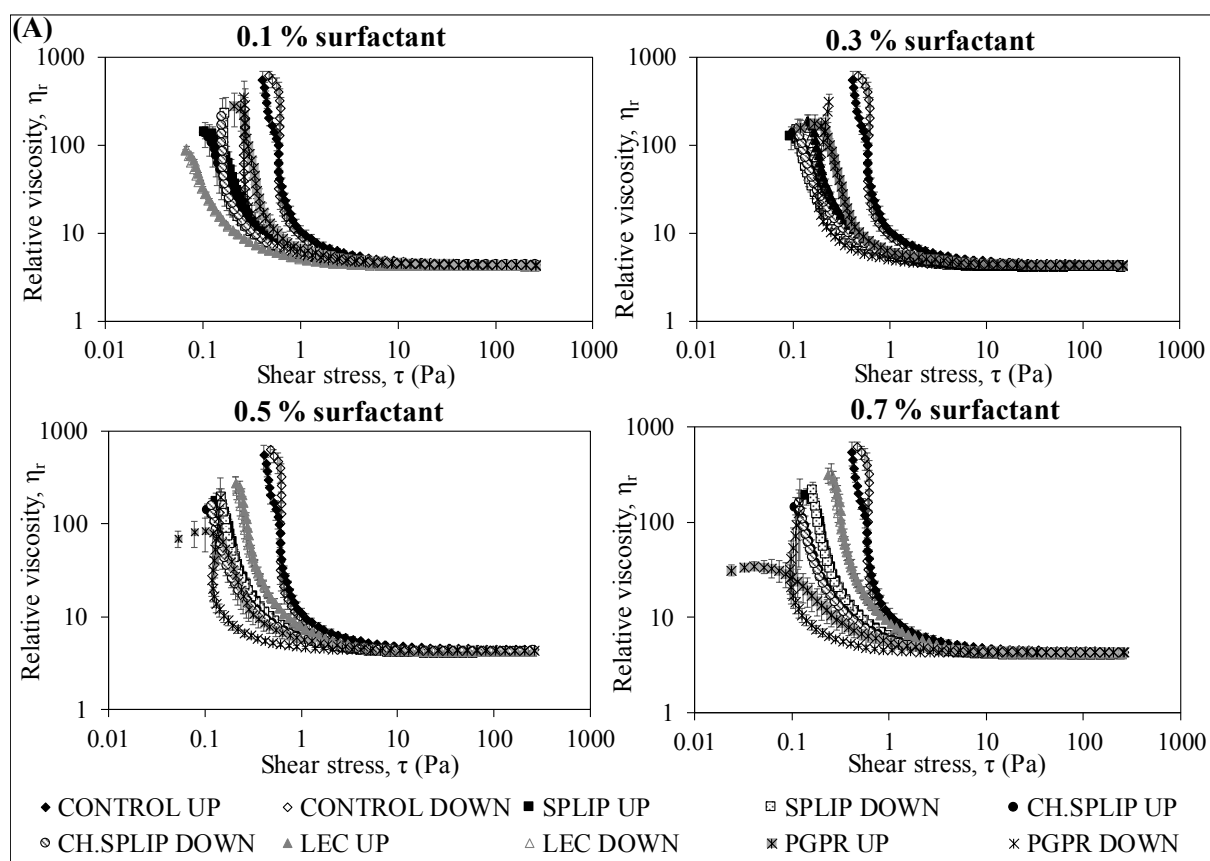 (A)
0.1 % surfactant
Relative viscosity, ηr
1000
100
10
1
0.01 0.1 1 10 100 1000
Shear stress, τ (Pa)
0.3 % surfactant
Relative viscosity, ηr
1000
100
10
1
0.01 0.1 1 10 100 1000
Shear stress, τ (Pa)
0.5 % surfactant
Relative viscosity, ηr
1000
100
10
1
0.01 0.1 1 10 100 1000
Shear stress, τ (Pa)
0.7 % surfactant
Relative viscosity, ηr
1000
100
10
1
0.01 0.1 1 10 100 1000
Shear stress, τ (Pa)
CONTROL UP CONTROL DOWN SPLIP UP SPLIP DOWN CH.SPLIP UP
CH.SPLIP DOWN LEC UP LEC DOWN PGPR UP PGPR DOWN